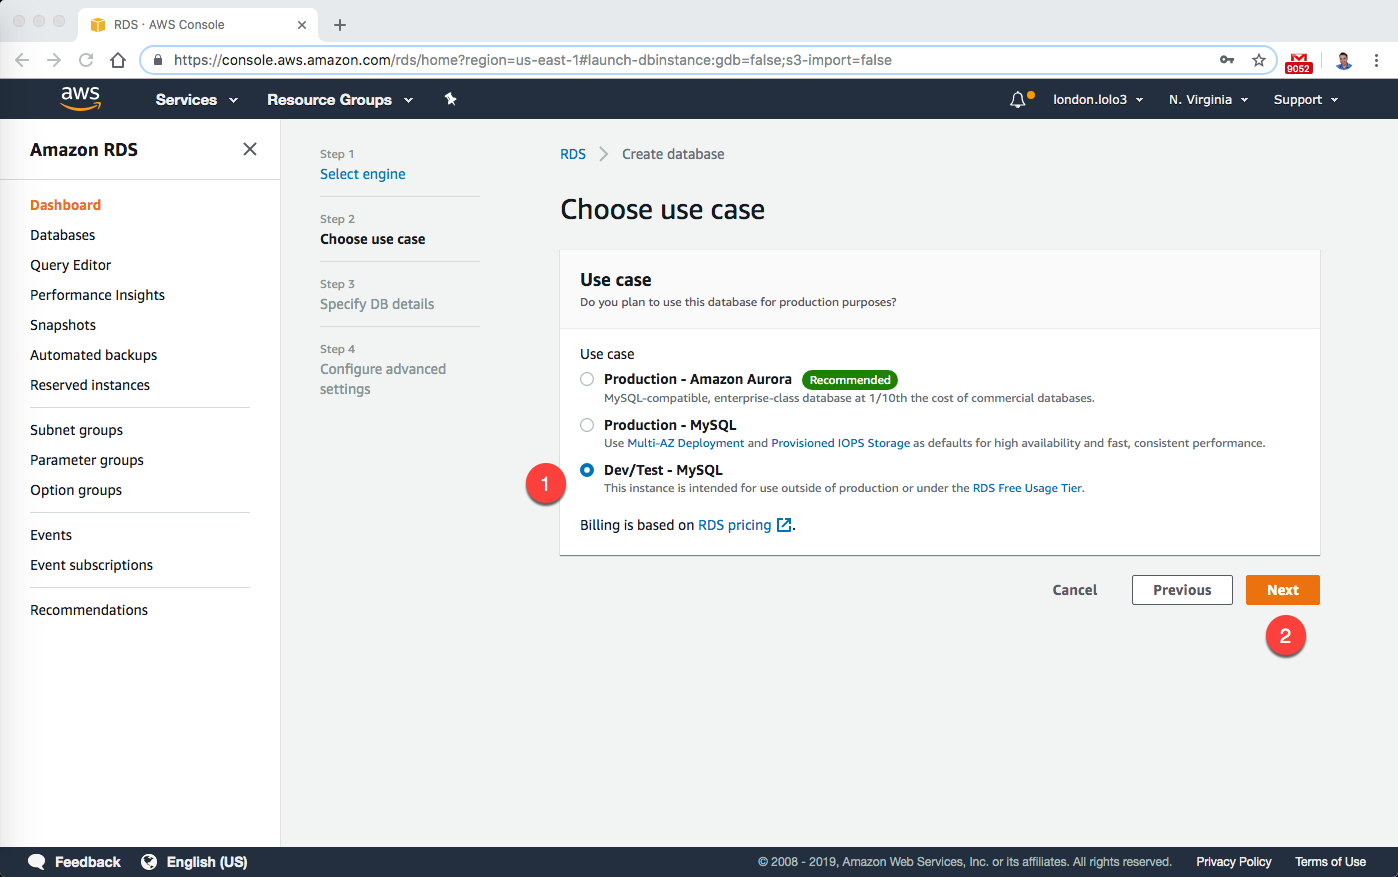 RDS · AWS Console
https://console.aws.amazon.com/rds/home?region=us-east-1#launch-dbinstance:gdb=false;s3-import=false
9052
aws
Services
Resource Groups
london.lolo3
N. Virginia
Support
Amazon RDS
Dashboard
Databases
Query Editor
Performance Insights
Snapshots
Automated backups
Reserved instances
Subnet groups
Parameter groups
Option groups
Events
Event subscriptions
Recommendations
Step 1
Select engine
Step 2
Choose use case
Step 3
Specify DB details
Step 4
Configure advanced
settings
RDS > Create database
Choose use case
Use case
Do you plan to use this database for production purposes?
Use case
Production - Amazon Aurora Recommended
MySQL-compatible, enterprise-class database at 1/10th the cost of commercial databases.
Production - MySQL
Use Multi-AZ Deployment and Provisioned IOPS Storage as defaults for high availability and fast, consistent performance.
1
Dev/Test - MySQL
This instance is intended for use outside of production or under the RDS Free Usage Tier.
Billing is based on RDS pricing .
Cancel
Previous
Next
2
Feedback
English (US)
© 2008 - 2019, Amazon Web Services, Inc. or its affiliates. All rights reserved.
Privacy Policy
Terms of Use